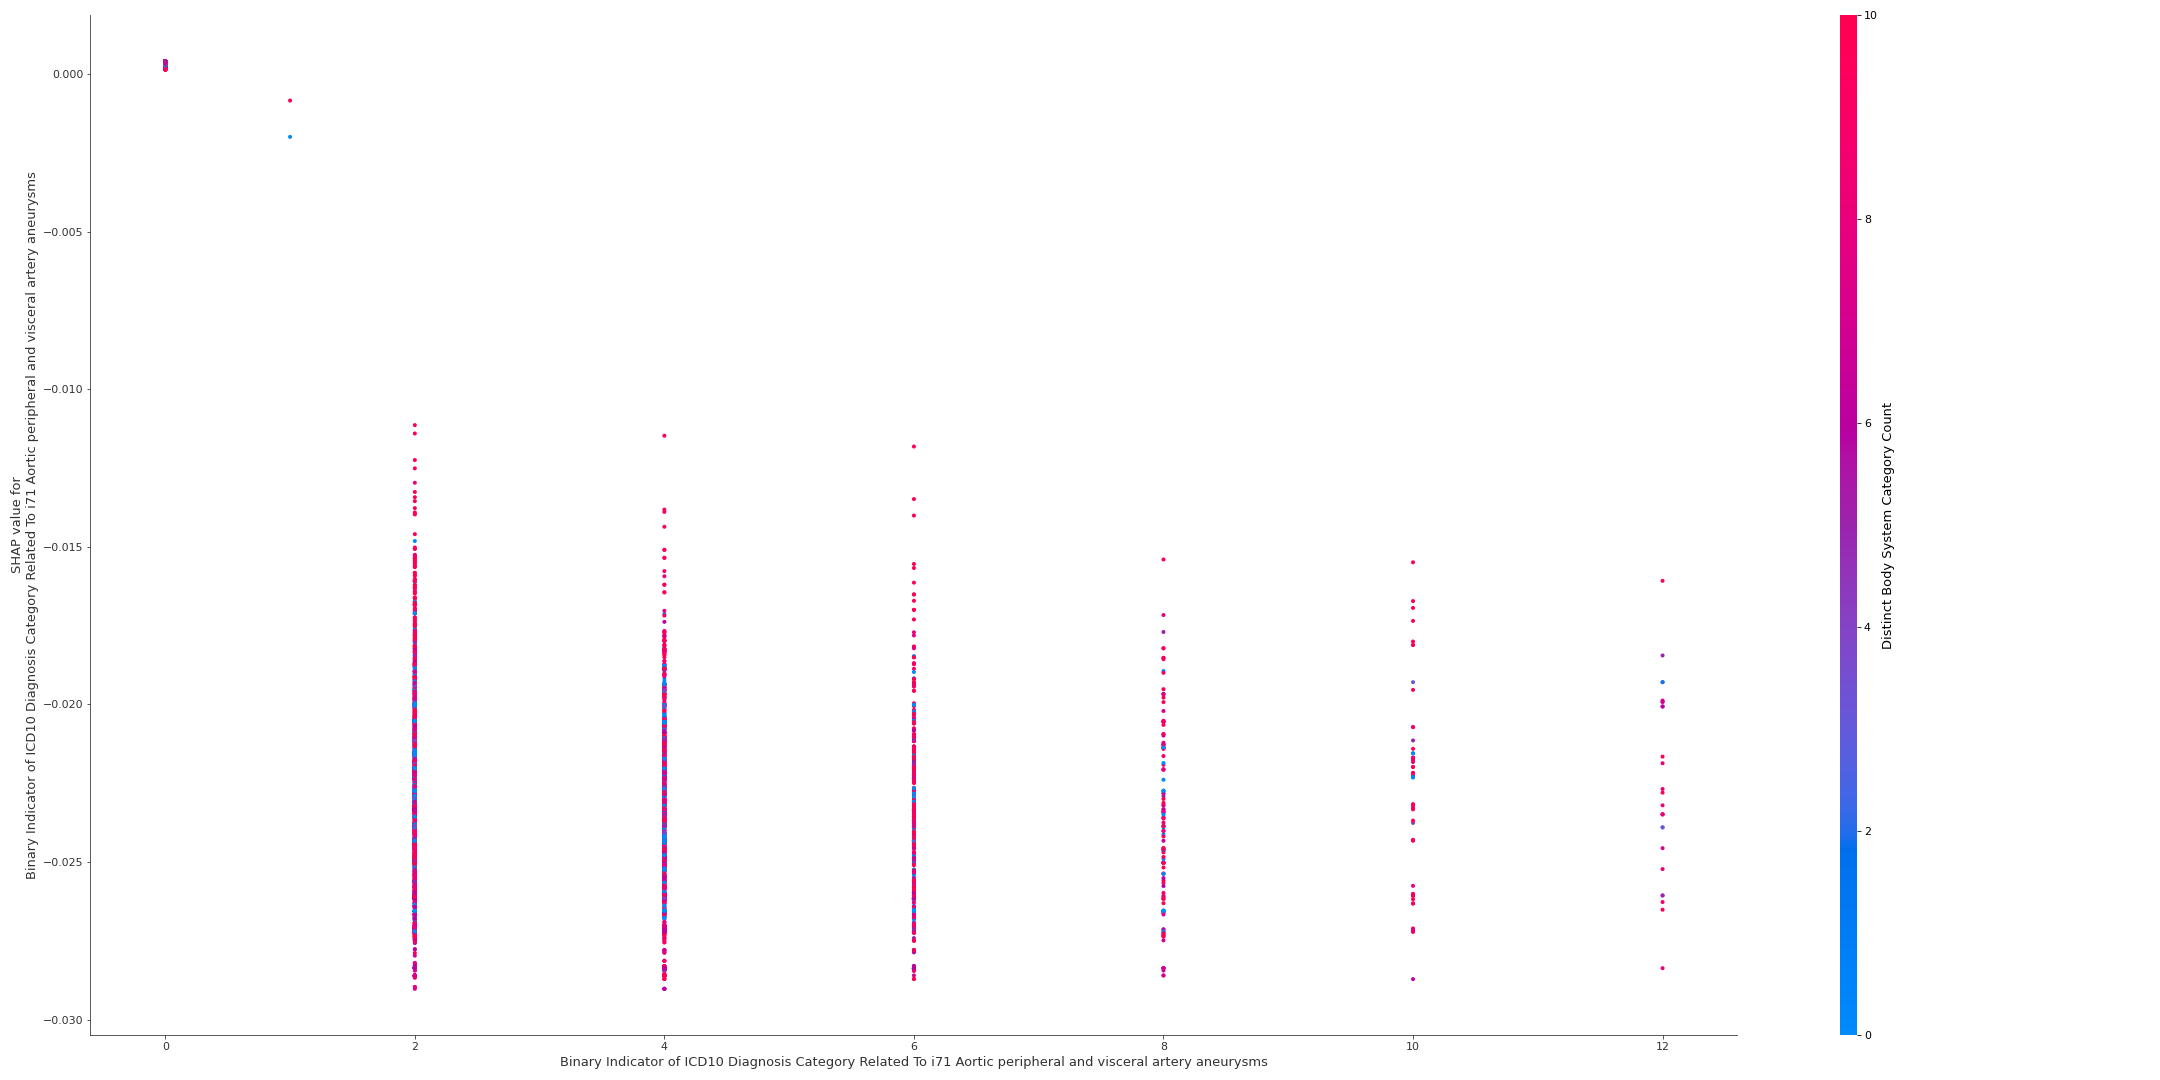 SHAP value for
Binary Indicator of ICD10 Diagnosis Category Related To i71 Aortic peripheral and visceral artery aneurysms
0.000
−0.005
−0.010
−0.015
−0.020
−0.025
−0.030
0 2 4 6 8 10 12
Binary Indicator of ICD10 Diagnosis Category Related To i71 Aortic peripheral and visceral artery aneurysms
10
8
6
4
2
0
Distinct Body System Category Count